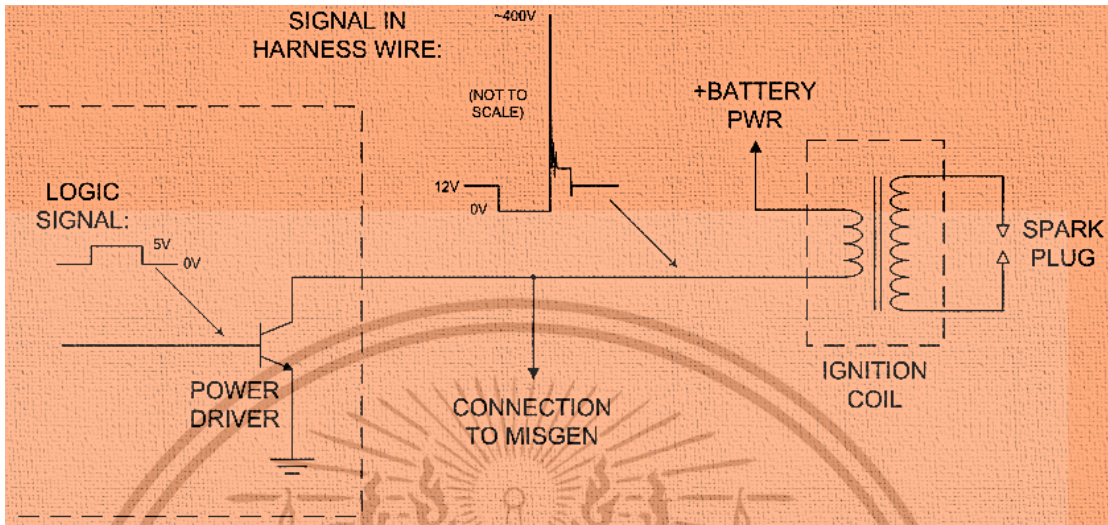 SIGNAL IN
HARNESS WIRE:
~400V
(NOT TO
SCALE)
12V
0V
+BATTERY
PWR
LOGIC
SIGNAL:
5V
0V
SPARK
PLUG
POWER
DRIVER
CONNECTION
TO MISGEN
IGNITION
COIL